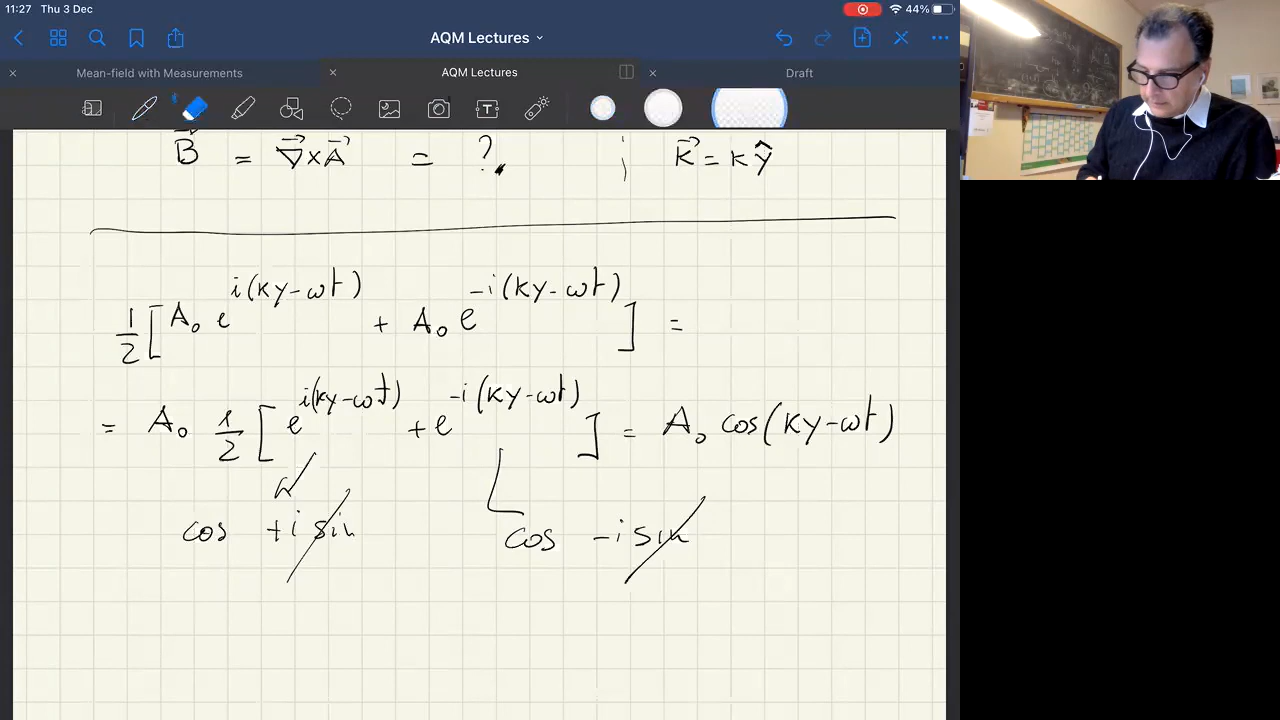 11:27 Thu 3 Dec 44%
AQM Lectures
Mean-field with Measurements AQM Lectures Draft
B⃗ = ∇⃗×A⃗ = ? ; K⃗ = K ŷ
1/2 [A₀ e^{i(Ky-ωt)} + A₀ e^{-i(Ky-ωt)}] =
= A₀ 1/2 [e^{i(Ky-ωt)} + e^{-i(Ky-ωt)}] = A₀ cos(Ky-ωt)
cos +i sin cos -i sin